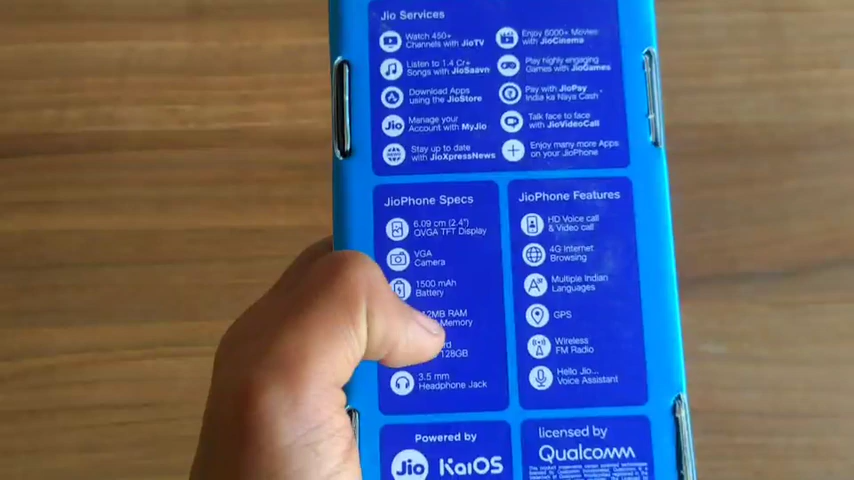 Jio Services
Watch 450+
Channels with JioTV
Listen to 1.4 Cr+
Songs with JioSaavn
Download Apps
using the JioStore
Jio
Manage your
Account with MyJio
NEWS
Stay up to date
with JioXpressNews
Enjoy 6000+ Movies
with JioCinema
Play highly engaging
Games with JioGames
Pay with JioPay
India ka Naya Cash*
Talk face to face
with JioVideoCall
Enjoy many more Apps
on your JioPhone
JioPhone Specs
6.09 cm (2.4")
QVGA TFT Display
VGA
Camera
1500 mAh
Battery
12MB RAM
Memory
128GB
3.5 mm
Headphone Jack
JioPhone Features
HD Voice call
& Video call
4G Internet
Browsing
Multiple Indian
Languages
GPS
Wireless
FM Radio
Hello Jio...
Voice Assistant
Powered by
Jio KaiOS
licensed by
Qualcomm